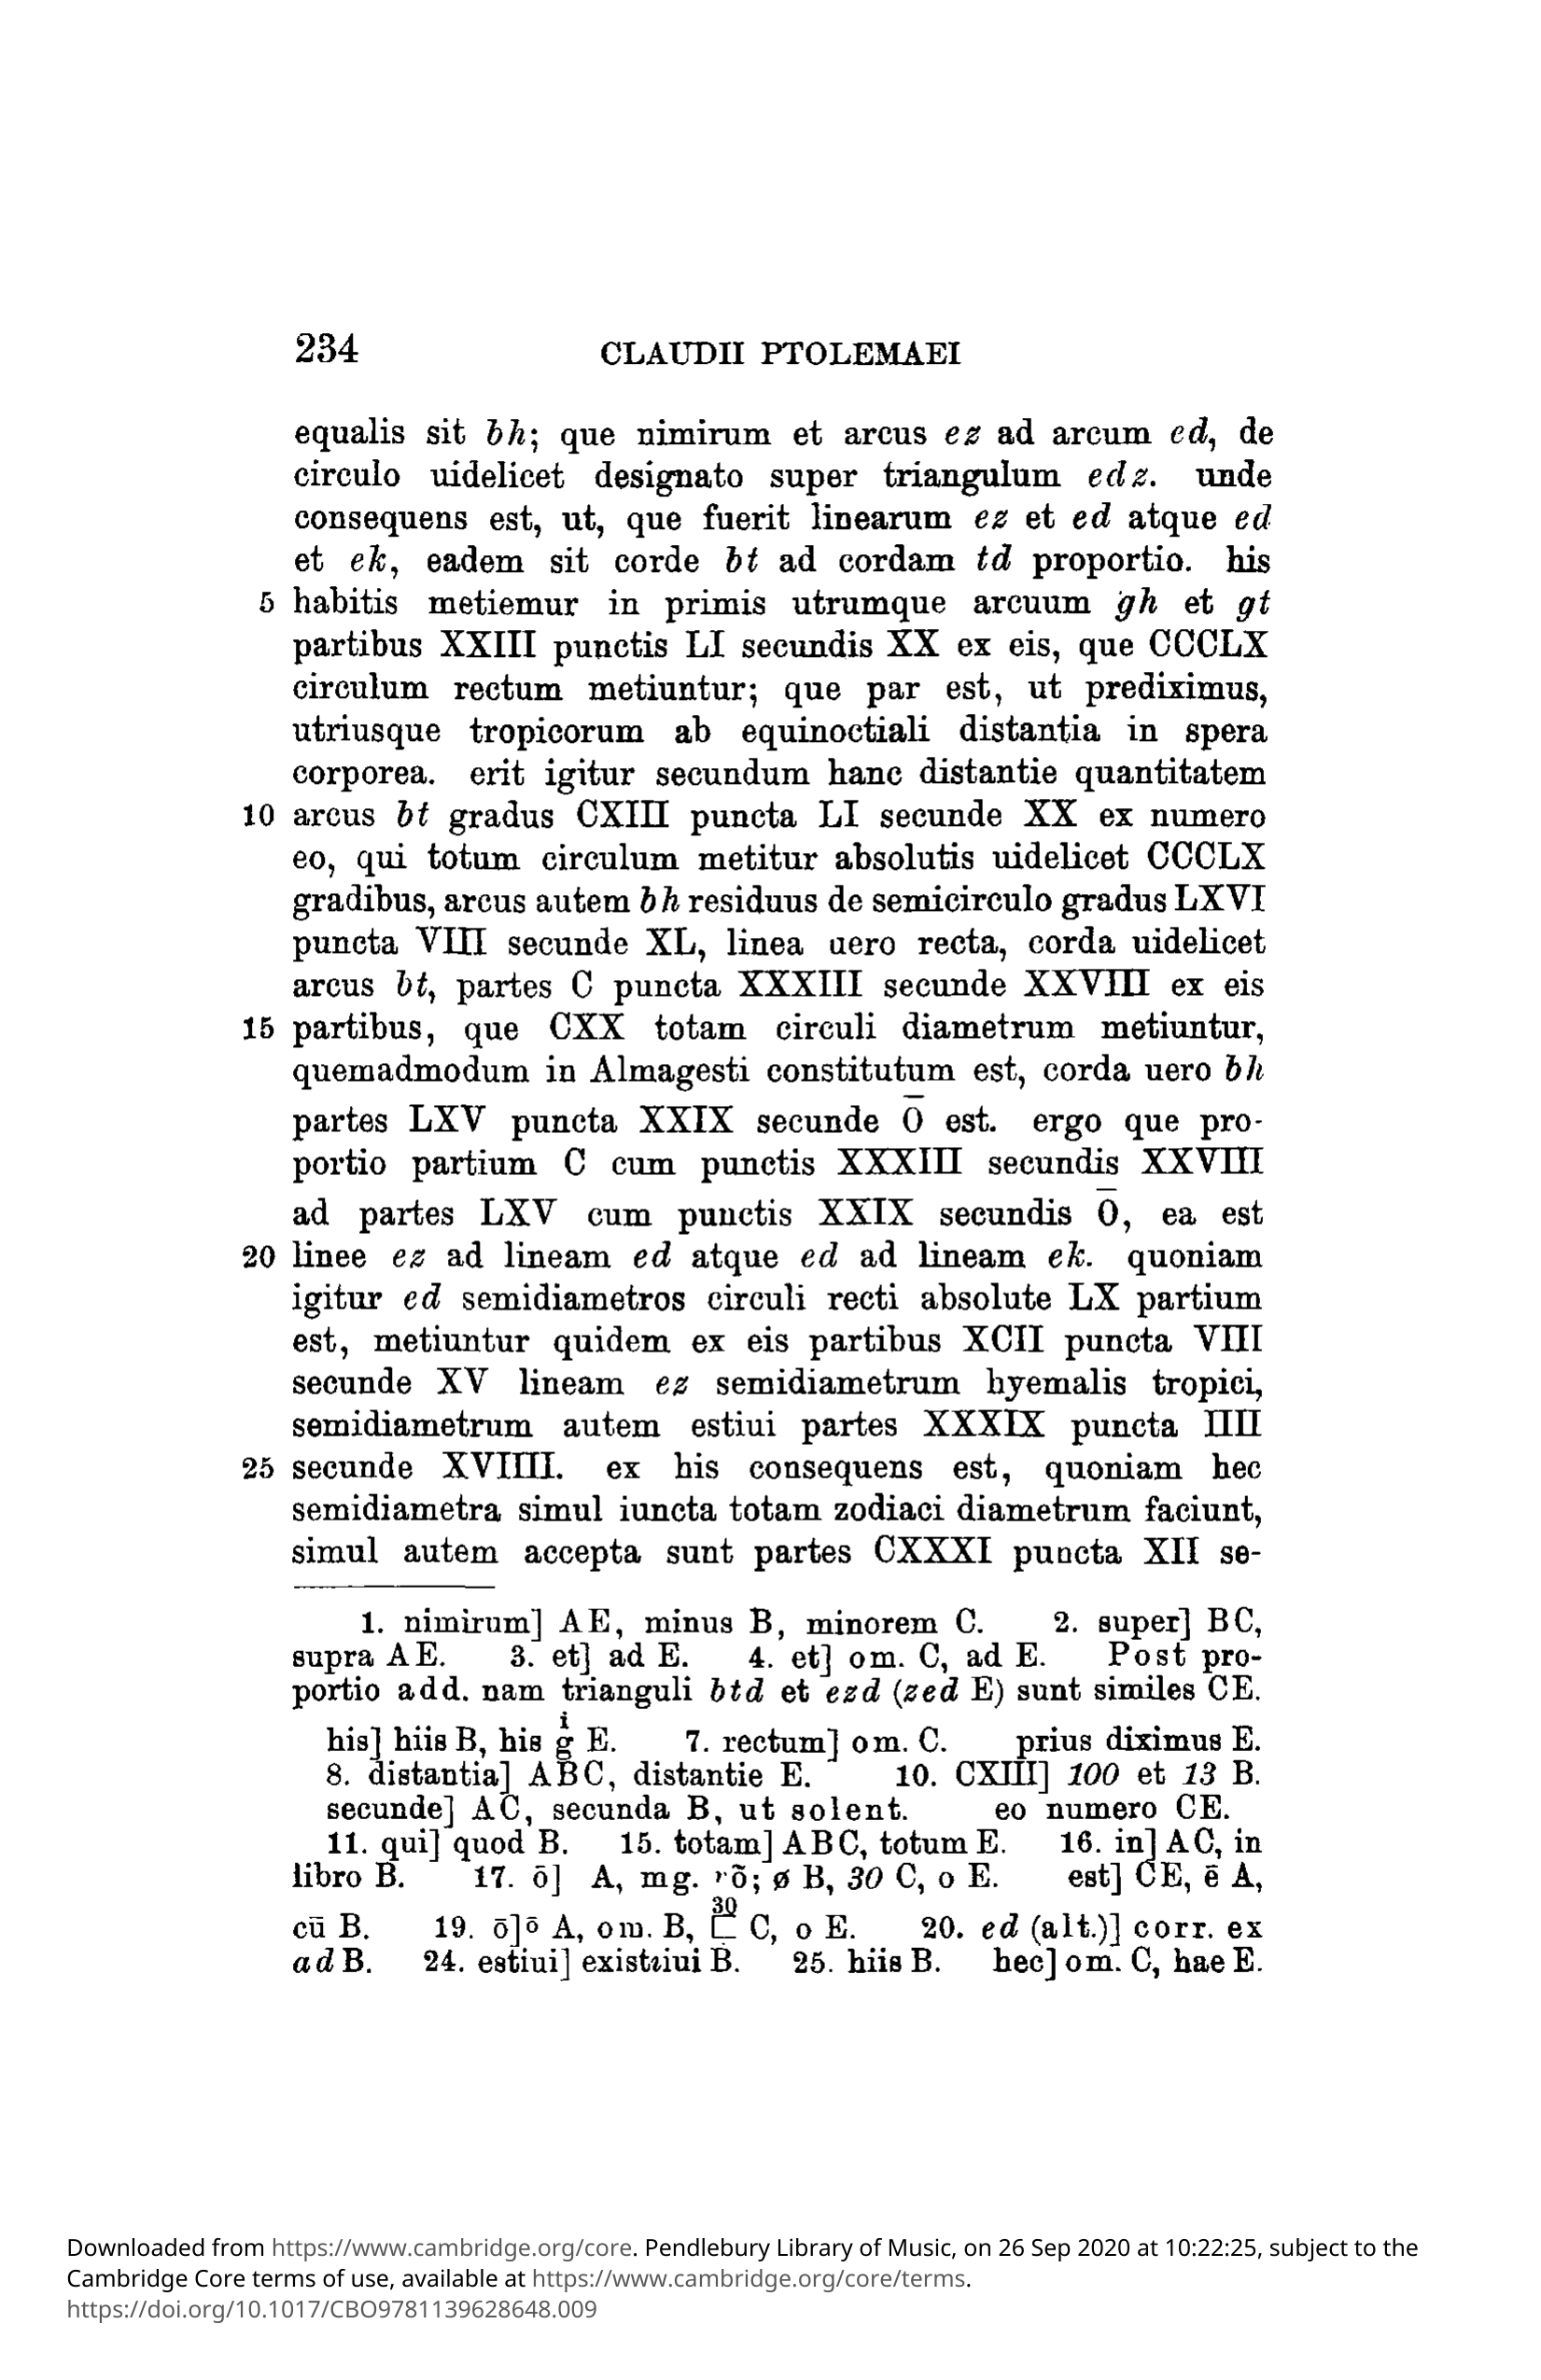 234 CLAUDII PTOLEMAEI
equalis sit bh; que nimirum et arcus ez ad arcum ed, de
circulo uidelicet designato super triangulum edz. unde
consequens est, ut, que fuerit linearum ez et ed atque ed
et ek, eadem sit corde bt ad cordam td proportio. his
5 habitis metiemur in primis utrumque arcuum gh et gt
partibus XXIII punctis LI secundis XX ex eis, que CCCLX
circulum rectum metiuntur; que par est, ut prediximus,
utriusque tropicorum ab equinoctiali distantia in spera
corporea. erit igitur secundum hanc distantie quantitatem
10 arcus bt gradus CXIII puncta LI secunde XX ex numero
eo, qui totum circulum metitur absolutis uidelicet CCCLX
gradibus, arcus autem bh residuus de semicirculo gradus LXVI
puncta VIII secunde XL, linea uero recta, corda uidelicet
arcus bt, partes C puncta XXXIII secunde XXVIII ex eis
15 partibus, que CXX totam circuli diametrum metiuntur,
quemadmodum in Almagesti constitutum est, corda uero bh
partes LXV puncta XXIX secunde Ō est. ergo que pro-
portio partium C cum punctis XXXIII secundis XXVIII
ad partes LXV cum punctis XXIX secundis Ō, ea est
20 linee ez ad lineam ed atque ed ad lineam ek. quoniam
igitur ed semidiametros circuli recti absolute LX partium
est, metiuntur quidem ex eis partibus XCII puncta VIII
secunde XV lineam ez semidiametrum hyemalis tropici,
semidiametrum autem estiui partes XXXIX puncta IIII
25 secunde XVIIII. ex his consequens est, quoniam hec
semidiametra simul iuncta totam zodiaci diametrum faciunt,
simul autem accepta sunt partes CXXXI puncta XII se-
1. nimirum] AE, minus B, minorem C. 2. super] BC,
supra AE. 3. et] ad E. 4. et] om. C, ad E. Post pro-
portio add. nam trianguli btd et ezd (zed E) sunt similes CE.
his] hiis B, his gⁱ E. 7. rectum] om. C. prius diximus E.
8. distantia] ABC, distantie E. 10. CXIII] 100 et 13 B.
secunde] AC, secunda B, ut solent. eo numero CE.
11. qui] quod B. 15. totam] ABC, totum E. 16. in] AC, in
libro B. 17. ō] A, mg. rõ; ø B, 30 C, o E. est] CE, ē A,
cū B. 19. ō] ō A, om. B, 30 C, o E. 20. ed (alt.)] corr. ex
ad B. 24. estiui] existiui B. 25. hiis B. hec] om. C, hae E.
Downloaded from https://www.cambridge.org/core. Pendlebury Library of Music, on 26 Sep 2020 at 10:22:25, subject to the
Cambridge Core terms of use, available at https://www.cambridge.org/core/terms.
https://doi.org/10.1017/CBO9781139628648.009